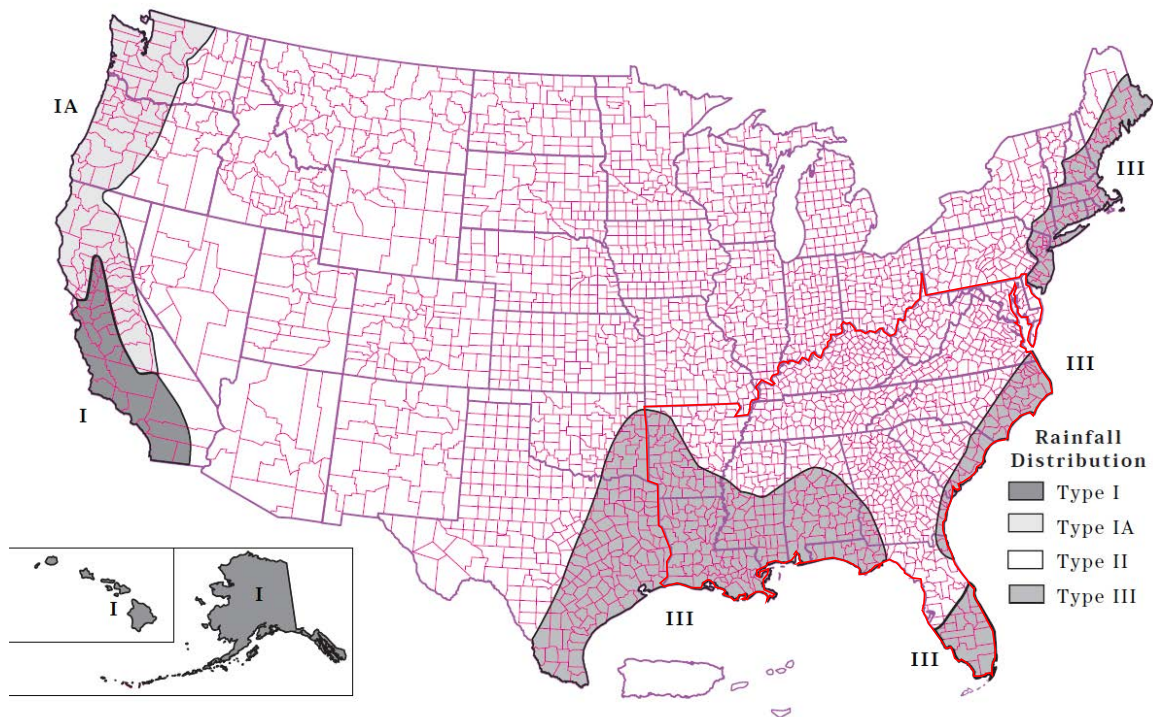 IA
III
I
III
Rainfall
Distribution
Type I
Type IA
Type II
Type III
I
I
III
III